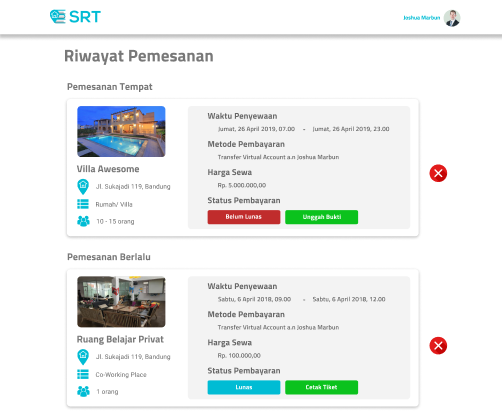 SRT
Joshua Marbun
Riwayat Pemesanan
Pemesanan Tempat
Villa Awesome
Jl. Sukajadi 119, Bandung
Rumah/ Villa
10 - 15 orang
Waktu Penyewaan
Jumat, 26 April 2019, 07.00 - Jumat, 26 April 2019, 23.00
Metode Pembayaran
Transfer Virtual Account a.n Joshua Marbun
Harga Sewa
Rp. 5.000.000,00
Status Pembayaran
Belum Lunas
Unggah Bukti
Pemesanan Berlalu
Ruang Belajar Privat
Jl. Sukajadi 119, Bandung
Co-Working Place
1 orang
Waktu Penyewaan
Sabtu, 6 April 2018, 09.00 - Sabtu, 6 April 2018, 12.00
Metode Pembayaran
Transfer Virtual Account a.n Joshua Marbun
Harga Sewa
Rp. 100.000,00
Status Pembayaran
Lunas
Cetak Tiket